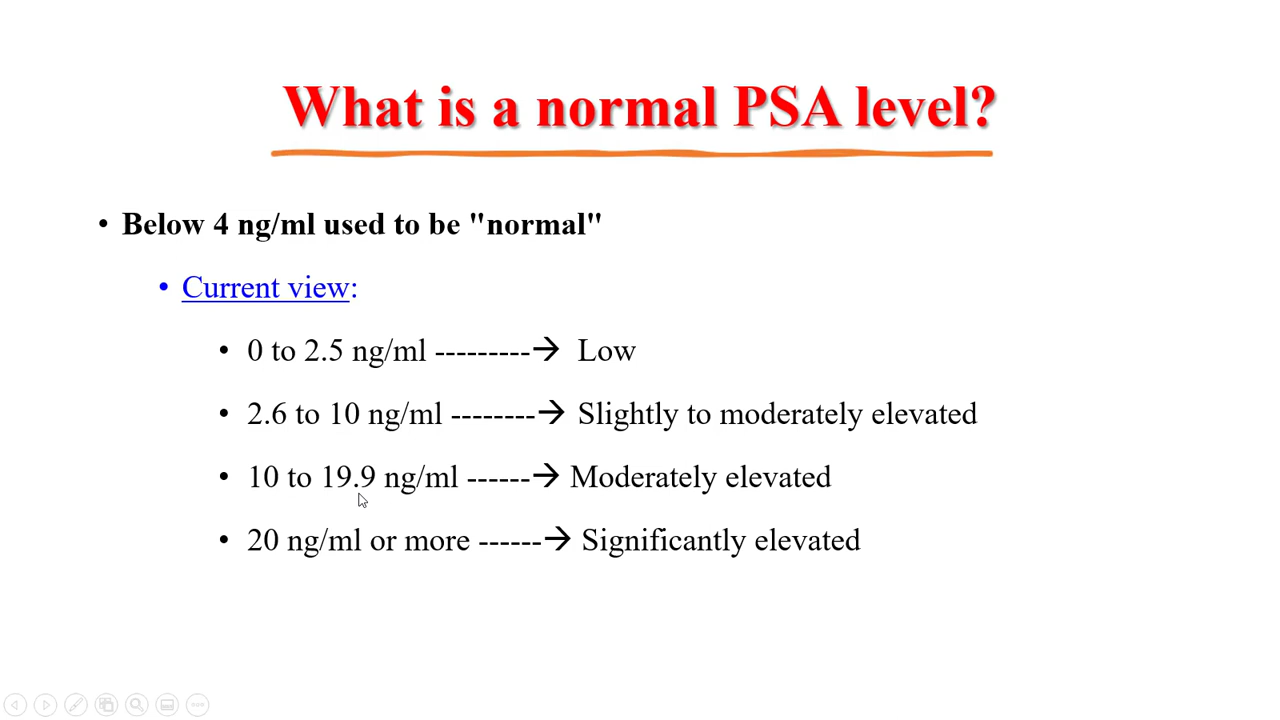 What is a normal PSA level?
• Below 4 ng/ml used to be "normal"
• Current view:
• 0 to 2.5 ng/ml ---------→ Low
• 2.6 to 10 ng/ml --------→ Slightly to moderately elevated
• 10 to 19.9 ng/ml ------→ Moderately elevated
• 20 ng/ml or more ------→ Significantly elevated